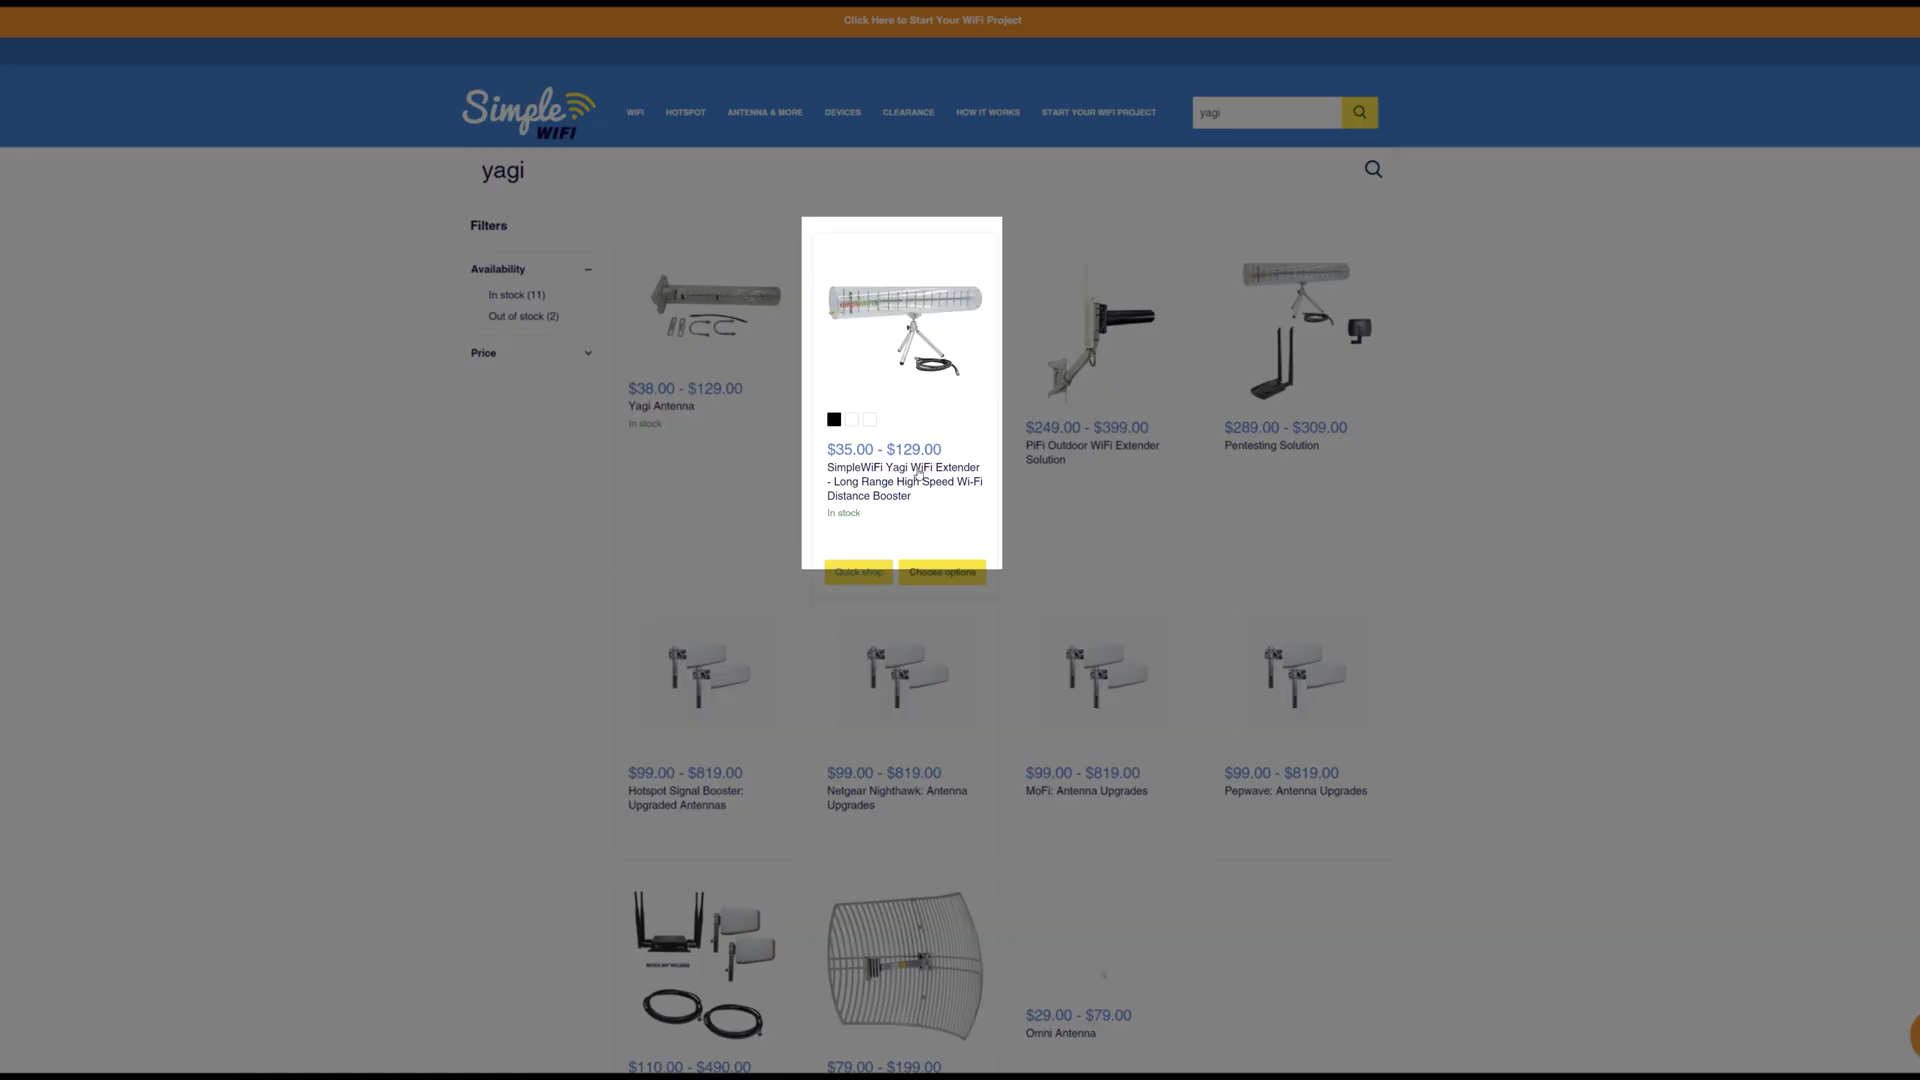 Click Here to Start Your WiFi Project
Simple WIFI
WIFI HOTSPOT ANTENNA & MORE DEVICES CLEARANCE HOW IT WORKS START YOUR WIFI PROJECT
yagi
yagi
Filters
Availability
In stock (11)
Out of stock (2)
Price
$38.00 - $129.00
Yagi Antenna
In stock
$35.00 - $129.00
SimpleWiFi Yagi WiFi Extender
- Long Range High Speed Wi-Fi
Distance Booster
In stock
Quick shop
Choose options
$249.00 - $399.00
PiFi Outdoor WiFi Extender
Solution
$289.00 - $309.00
Pentesting Solution
$99.00 - $819.00
Hotspot Signal Booster:
Upgraded Antennas
$99.00 - $819.00
Netgear Nighthawk: Antenna
Upgrades
$99.00 - $819.00
MoFi: Antenna Upgrades
$99.00 - $819.00
Pepwave: Antenna Upgrades
$110.00 - $490.00
$79.00 - $199.00
$29.00 - $79.00
Omni Antenna